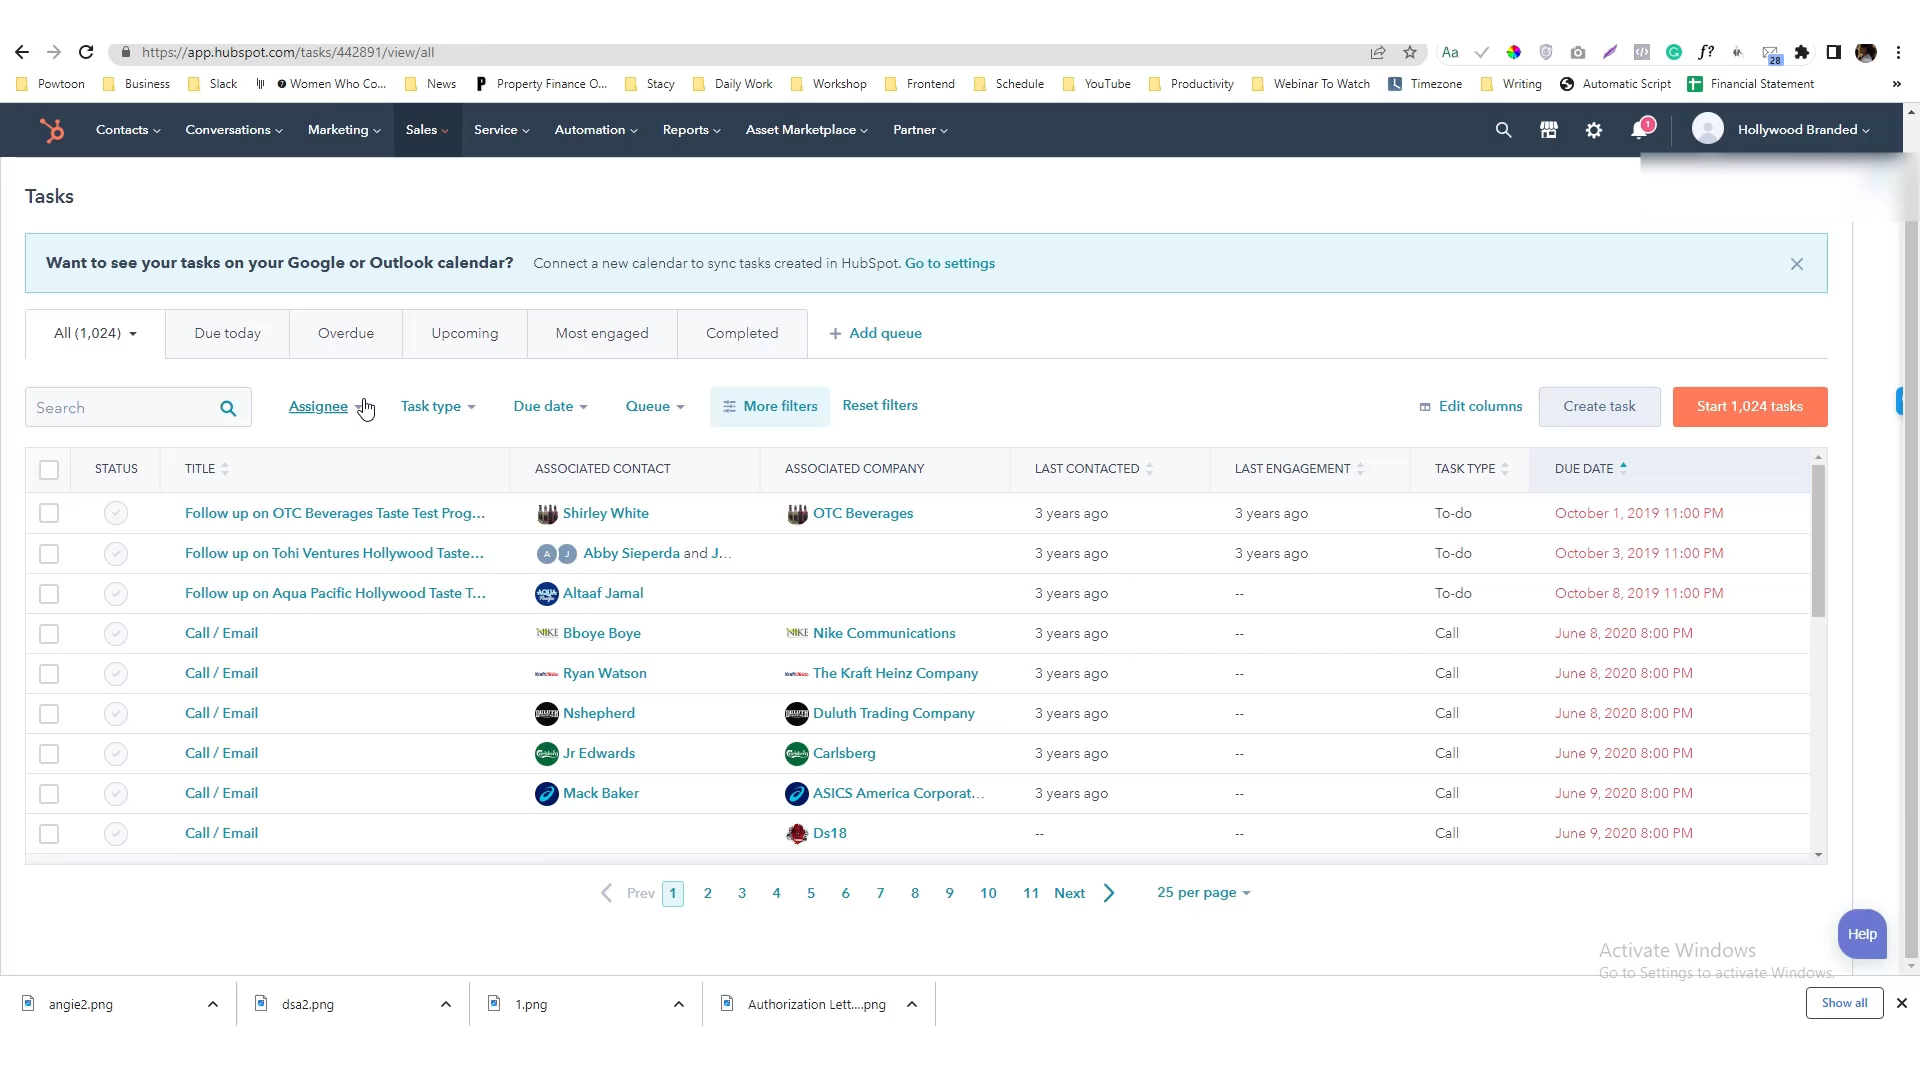 https://app.hubspot.com/tasks/442891/view/all
Aa f? 28
Powtoon Business Slack Women Who Co... News Property Finance O... Stacy Daily Work Workshop Frontend Schedule YouTube Productivity Webinar To Watch Timezone Writing Automatic Script Financial Statement »
Contacts Conversations Marketing Sales Service Automation Reports Asset Marketplace Partner 1 Hollywood Branded
Tasks
Want to see your tasks on your Google or Outlook calendar? Connect a new calendar to sync tasks created in HubSpot. Go to settings
All (1,024) Due today Overdue Upcoming Most engaged Completed + Add queue
Search Assignee Task type Due date Queue More filters Reset filters Edit columns Create task Start 1,024 tasks
STATUS TITLE ASSOCIATED CONTACT ASSOCIATED COMPANY LAST CONTACTED LAST ENGAGEMENT TASK TYPE DUE DATE
Follow up on OTC Beverages Taste Test Prog... Shirley White OTC Beverages 3 years ago 3 years ago To-do October 1, 2019 11:00 PM
Follow up on Tohi Ventures Hollywood Taste... A J Abby Sieperda and J... 3 years ago 3 years ago To-do October 3, 2019 11:00 PM
Follow up on Aqua Pacific Hollywood Taste T... Altaaf Jamal 3 years ago -- To-do October 8, 2019 11:00 PM
Call / Email NIKE Bboye Boye NIKE Nike Communications 3 years ago -- Call June 8, 2020 8:00 PM
Call / Email Ryan Watson The Kraft Heinz Company 3 years ago -- Call June 8, 2020 8:00 PM
Call / Email Nshepherd Duluth Trading Company 3 years ago -- Call June 8, 2020 8:00 PM
Call / Email Jr Edwards Carlsberg 3 years ago -- Call June 9, 2020 8:00 PM
Call / Email Mack Baker ASICS America Corporat... 3 years ago -- Call June 9, 2020 8:00 PM
Call / Email Ds18 -- -- Call June 9, 2020 8:00 PM
Prev 1 2 3 4 5 6 7 8 9 10 11 Next 25 per page
Help
Activate Windows
Go to Settings to activate Windows.
angie2.png dsa2.png 1.png Authorization Lett....png Show all